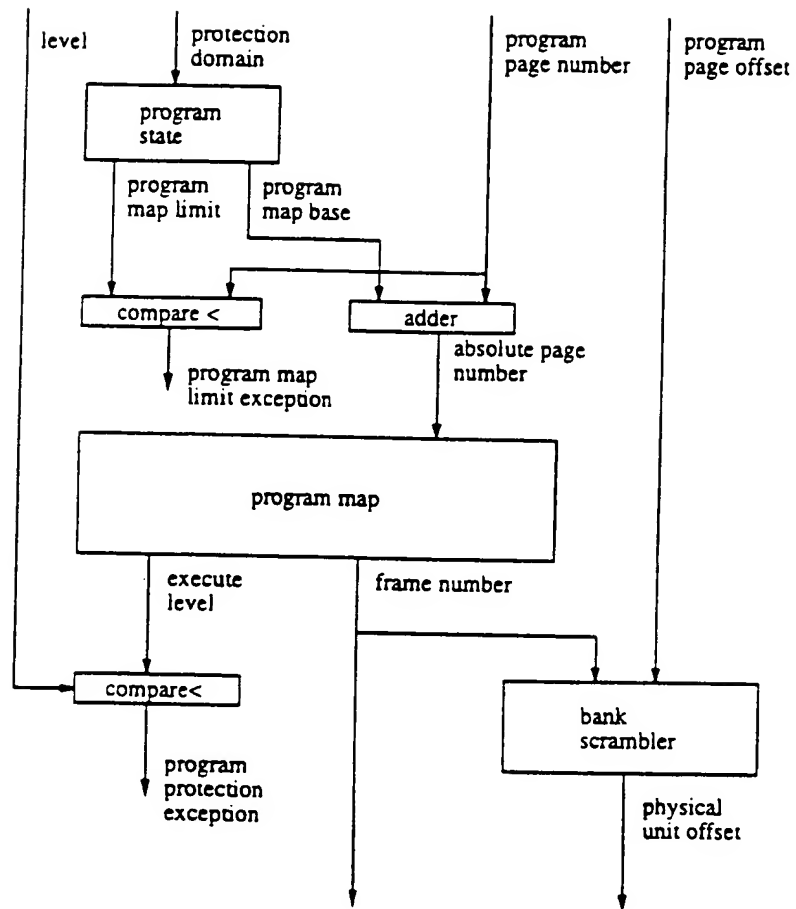 level
protection
domain
program
page number
program
page offset
program
state
program
map limit
program
map base
compare <
adder
program map
limit exception
absolute page
number
program map
execute
level
frame number
compare<
bank
scrambler
program
protection
exception
physical
unit offset